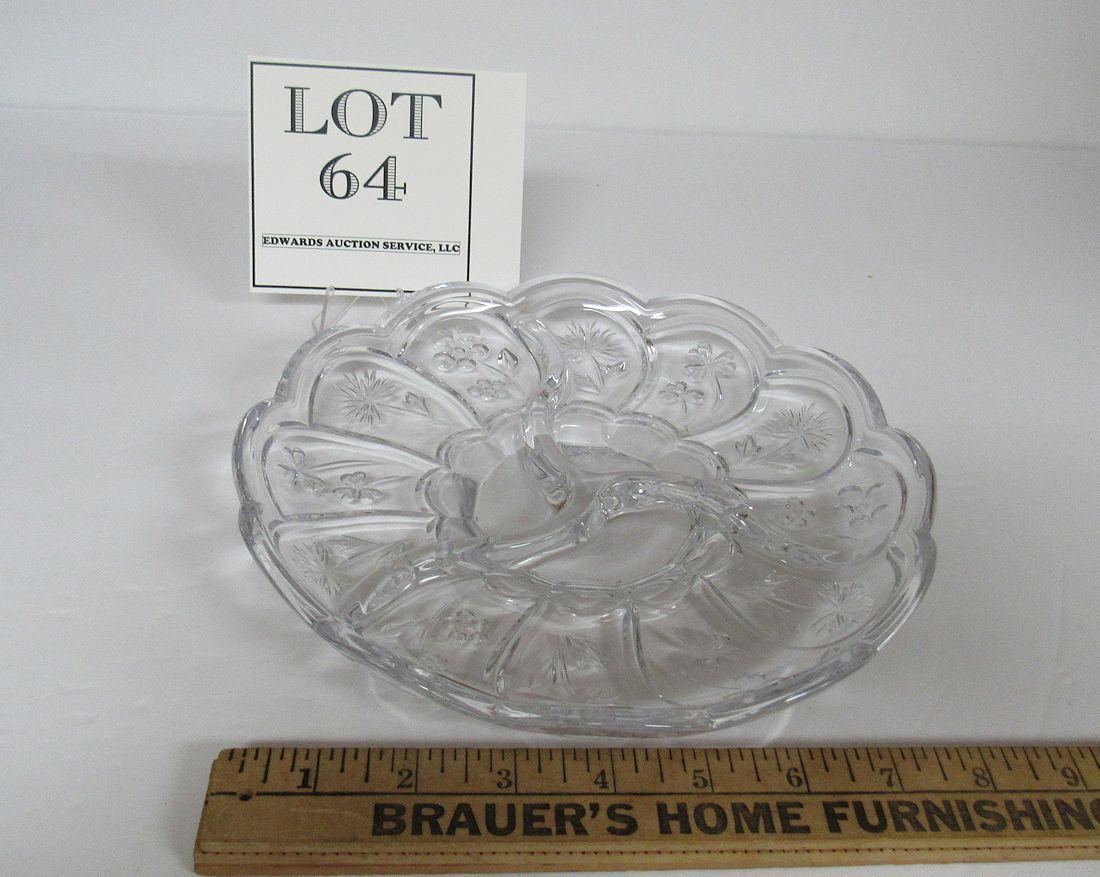 LOT
64
EDWARDS AUCTION SERVICE, LLC
1 2 3 4 5 6 7 8 9
BRAUER'S HOME FURNISHING